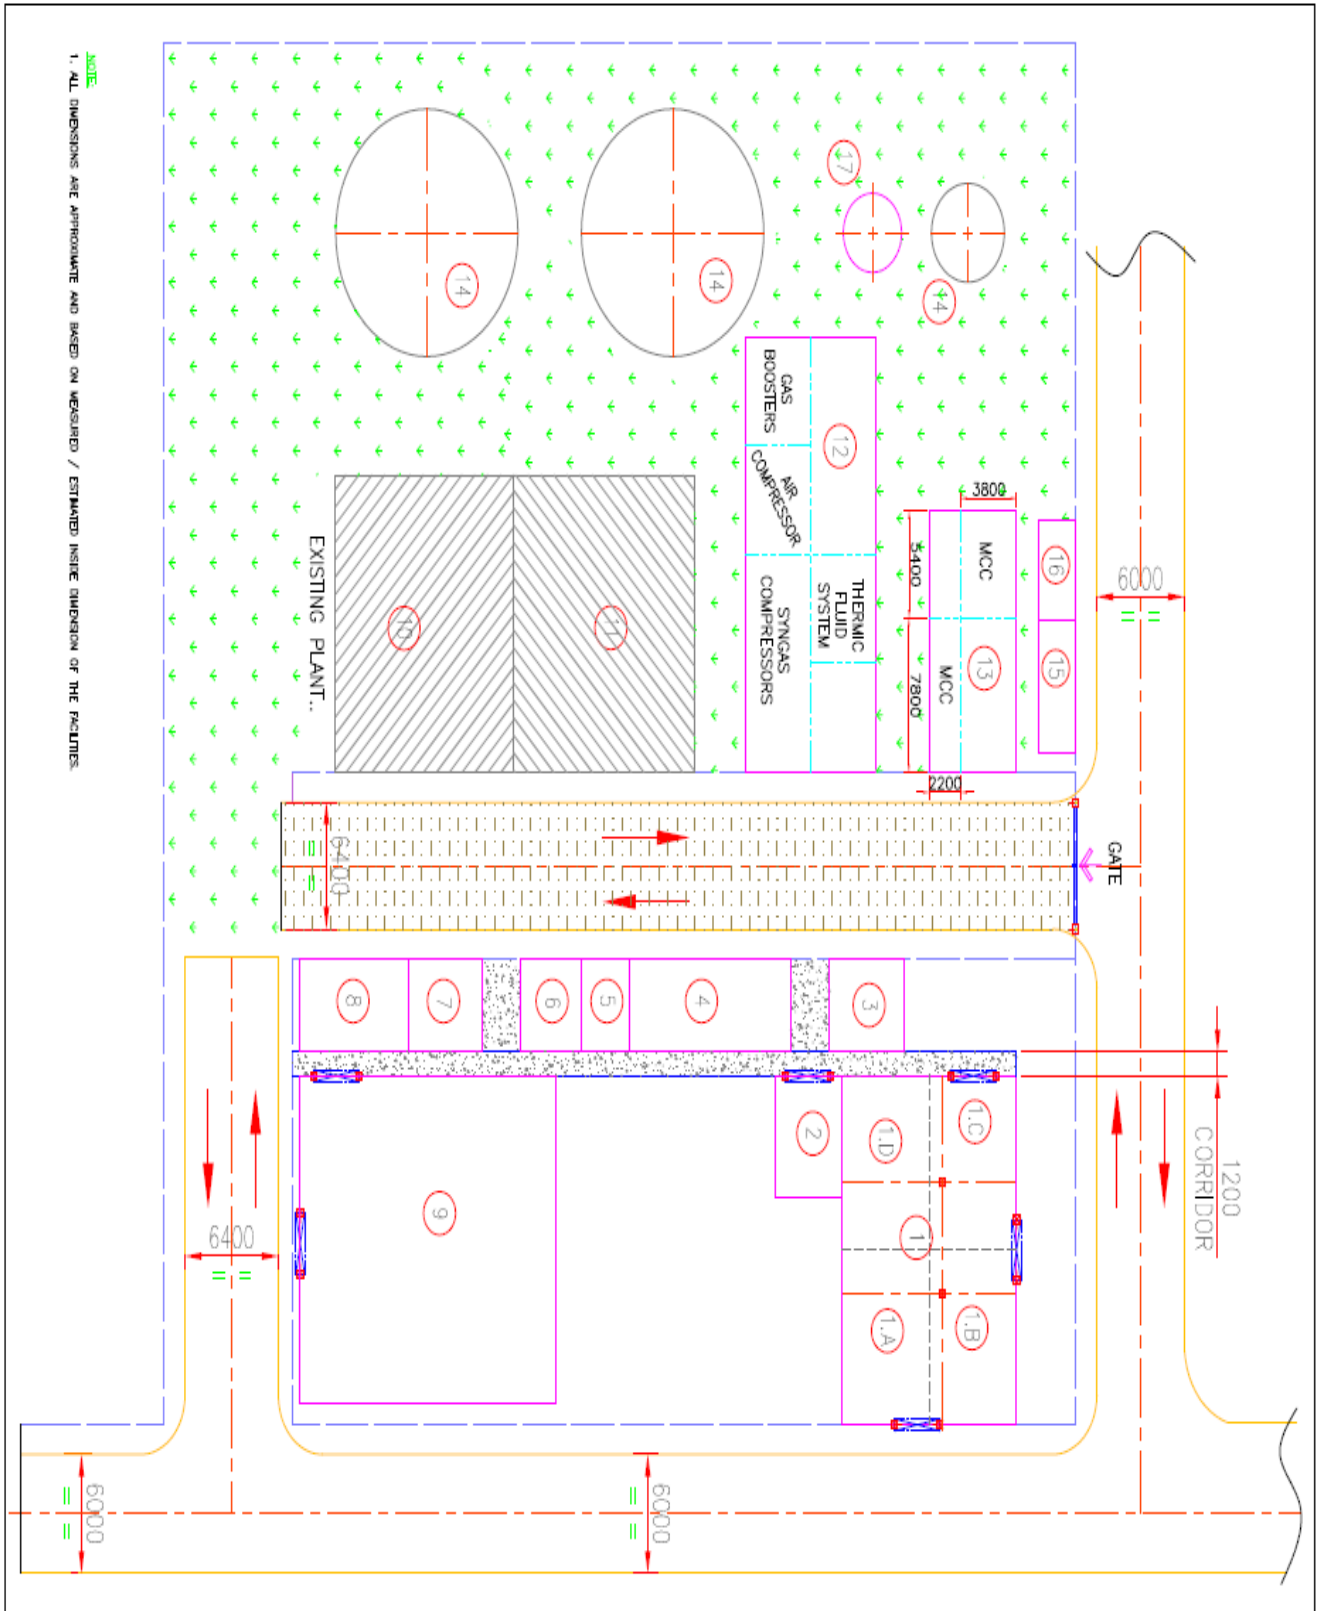 NOTE:
1. ALL DIMENSIONS ARE APPROXIMATE AND BASED ON MEASURED / ESTIMATED INSIDE DIMENSION OF THE FACILITIES.
14
14
17
14
12
GAS
BOOSTERS
AIR
COMPRESSOR
THERMIC
FLUID
SYSTEM
SYNGAS
COMPRESSORS
3800
MCC
5400
13
MCC
7800
2200
16
15
6000
10
11
EXISTING PLANT..
6400
GATE
8
7
6
5
4
3
1200
CORRIDOR
2
1.D
1.C
1
1.A
1.B
9
6400
6000
6000